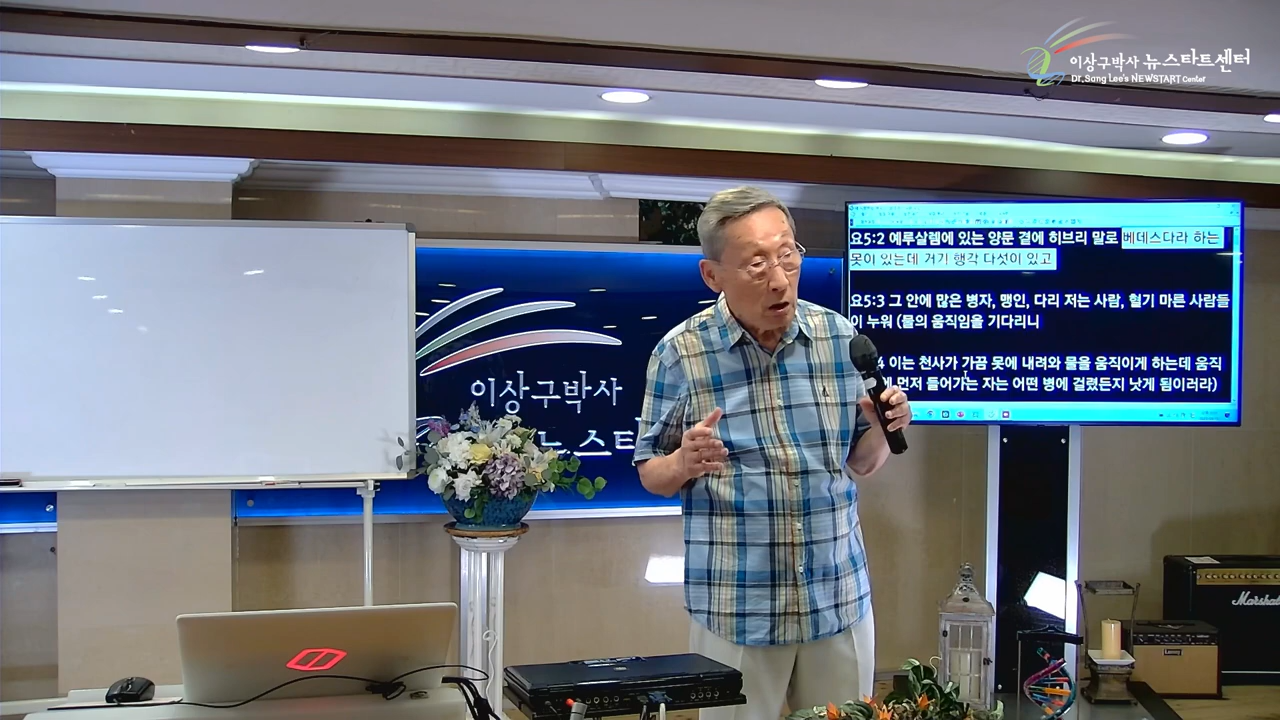 이상구박사 뉴스타트센터
Dr. Sang Lee's NEWSTART Center
요5:2 예루살렘에 있는 양문 곁에 히브리 말로 베데스다라 하는
못이 있는데 거기 행각 다섯이 있고
요5:3 그 안에 많은 병자, 맹인, 다리 저는 사람, 혈기 마른 사람들
이 누워 (물의 움직임을 기다리니
이는 천사가 가끔 못에 내려와 물을 움직이게 하는데 움직
에 먼저 들어가는 자는 어떤 병에 걸렸든지 낫게 됨이러라)
이상구박사
뉴스타
Marshal
Laney